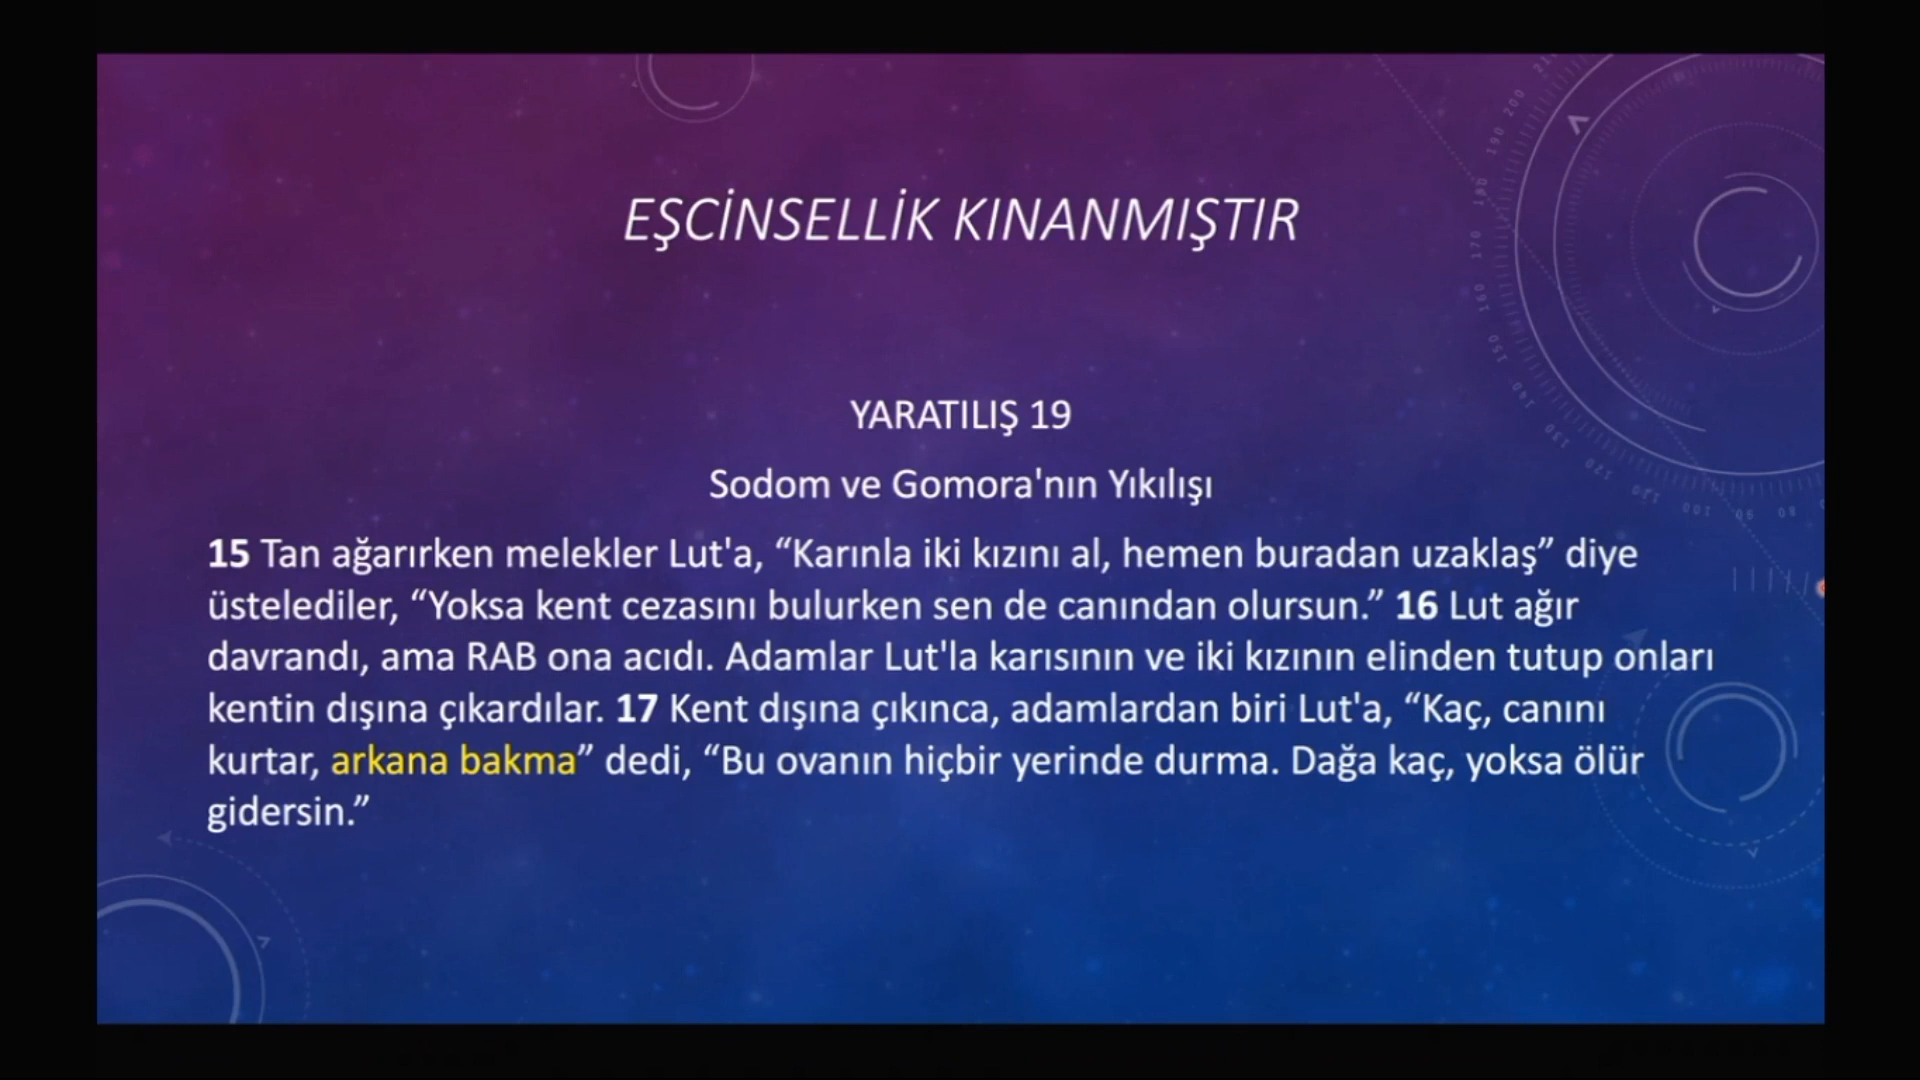 EŞCİNSELLİK KINANMIŞTIR
YARATILIŞ 19
Sodom ve Gomora'nın Yıkılışı
15 Tan ağarırken melekler Lut'a, “Karınla iki kızını al, hemen buradan uzaklaş” diye
üstelediler, “Yoksa kent cezasını bulurken sen de canından olursun.” 16 Lut ağır
davrandı, ama RAB ona acıdı. Adamlar Lut'la karısının ve iki kızının elinden tutup onları
kentin dışına çıkardılar. 17 Kent dışına çıkınca, adamlardan biri Lut'a, “Kaç, canını
kurtar, arkana bakma” dedi, “Bu ovanın hiçbir yerinde durma. Dağa kaç, yoksa ölür
gidersin.”